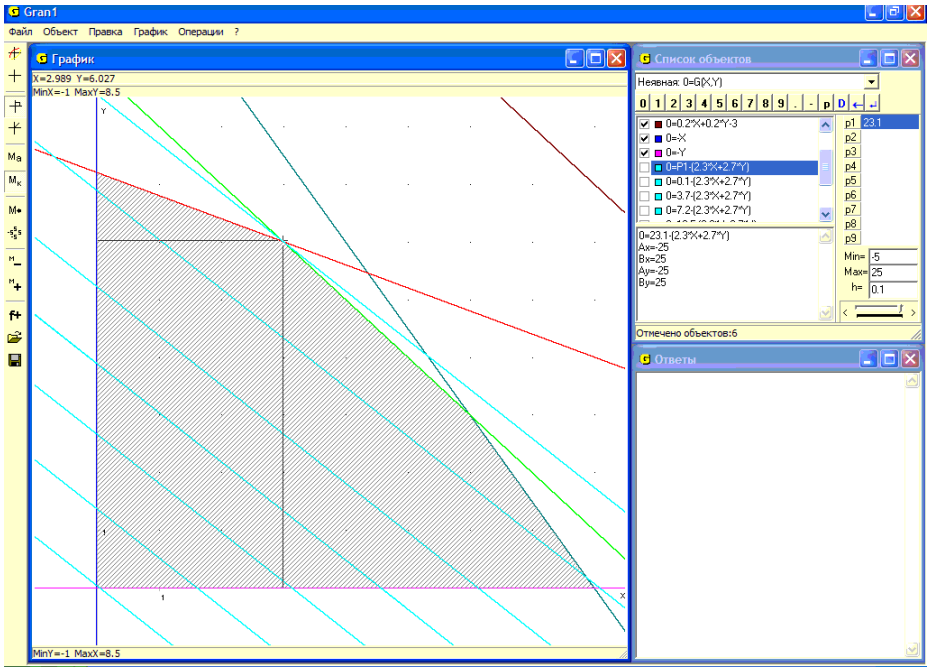 Gran1
Файл Объект Правка График Операции ?
График
X=2.989 Y=6.027
MinX=-1 MaxY=8.5
Y
1
1
X
MinY=-1 MaxX=8.5
Список объектов
Неявная: 0=G(X,Y)
0 1 2 3 4 5 6 7 8 9 . - p D
0=0.2*X+0.2*Y-3
0=-X
0=-Y
0=P1-(2.3*X+2.7*Y)
0=0.1-(2.3*X+2.7*Y)
0=3.7-(2.3*X+2.7*Y)
0=7.2-(2.3*X+2.7*Y)
p1 23.1
p2
p3
p4
p5
p6
p7
p8
p9
0=23.1-(2.3*X+2.7*Y)
Ax=-25
Bx=25
Ay=-25
By=25
Min= -5
Max= 25
h= 0.1
Отмечено объектов:6
Ответы